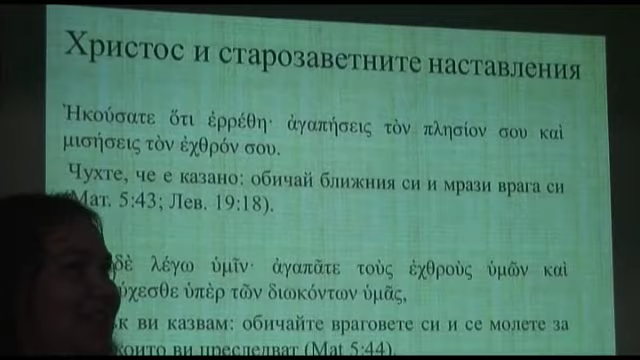 Христос и старозаветните наставления
Ἠκούσατε ὅτι ἐρρέθη· ἀγαπήσεις τὸν πλησίον σου καὶ
μισήσεις τὸν ἐχθρόν σου.
Чухте, че е казано: обичай ближния си и мрази врага си
(Мат. 5:43; Лев. 19:18).
δὲ λέγω ὑμῖν· ἀγαπᾶτε τοὺς ἐχθροὺς ὑμῶν καὶ
ύχεσθε ὑπὲρ τῶν διωκόντων ὑμᾶς,
к ви казвам: обичайте враговете си и се молете за
които ви преследват (Mat 5:44).